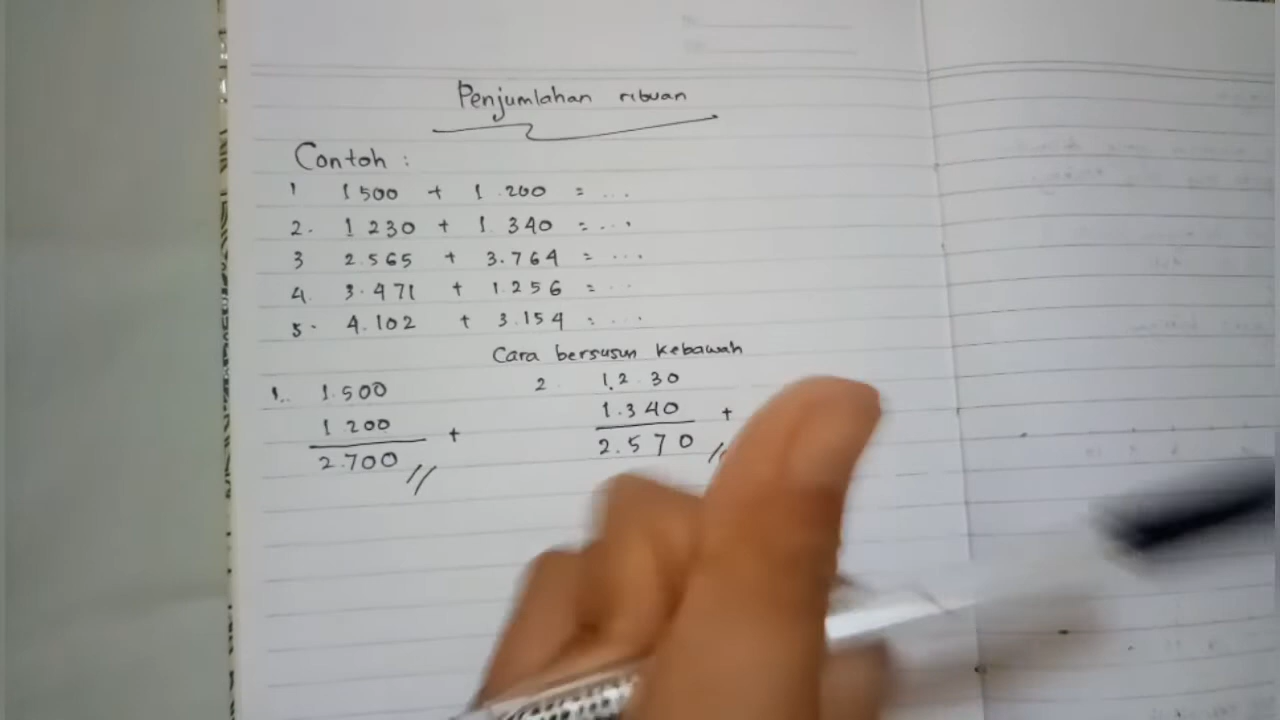 Penjumlahan ribuan
Contoh :
1 1 500 + 1.200 = ...
2. 1 230 + 1. 340 = ...
3 2.565 + 3.764 = ...
4. 3.471 + 1.256 = ...
5. 4.102 + 3.154 = ...
Cara bersusun kebawah
1. 1.500
1 200 +
2.700 //
2 1.2 30
1.340 +
2.570 //